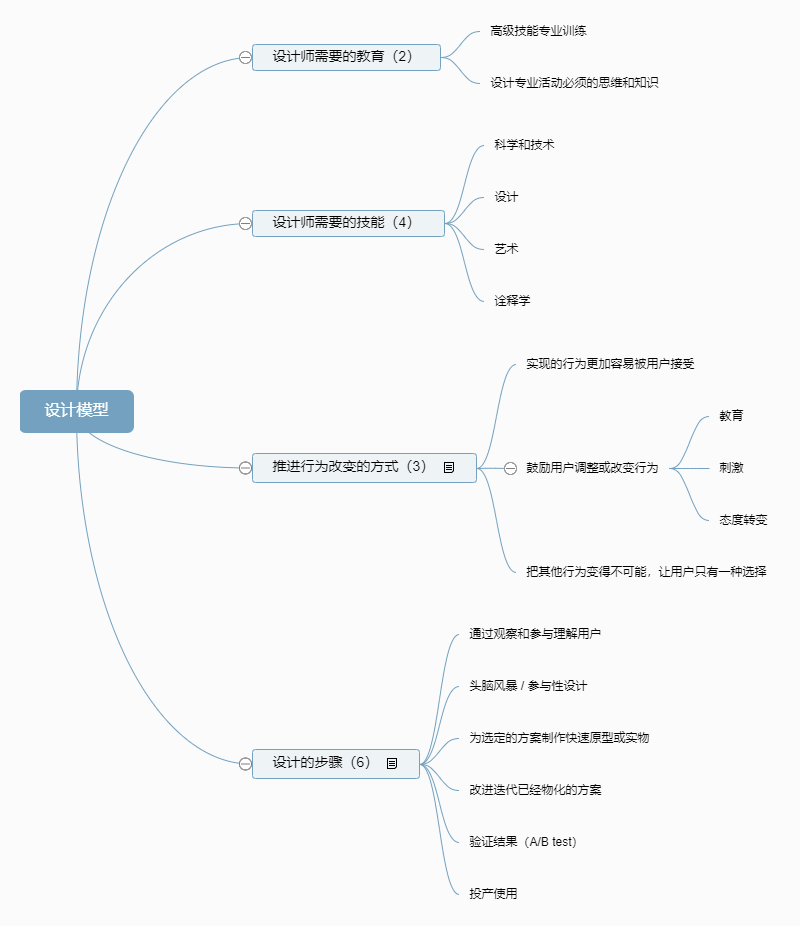 设计模型
设计师需要的教育（2）
高级技能专业训练
设计专业活动必须的思维和知识
设计师需要的技能（4）
科学和技术
设计
艺术
诠释学
推进行为改变的方式（3）
实现的行为更加容易被用户接受
鼓励用户调整或改变行为
教育
刺激
态度转变
把其他行为变得不可能，让用户只有一种选择
设计的步骤（6）
通过观察和参与理解用户
头脑风暴 / 参与性设计
为选定的方案制作快速原型或实物
改进迭代已经物化的方案
验证结果（A/B test）
投产使用